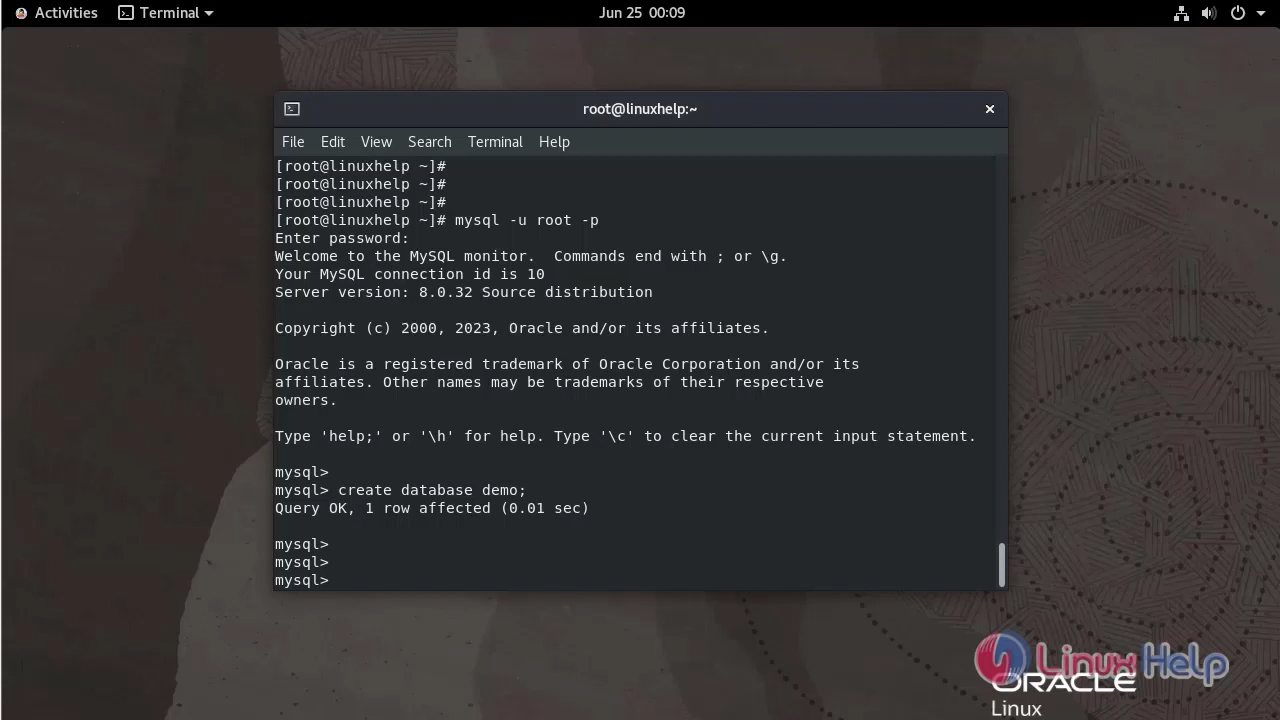 Activities Terminal Jun 25 00:09
root@linuxhelp:~
File Edit View Search Terminal Help
[root@linuxhelp ~]#
[root@linuxhelp ~]#
[root@linuxhelp ~]#
[root@linuxhelp ~]# mysql -u root -p
Enter password:
Welcome to the MySQL monitor.  Commands end with ; or \g.
Your MySQL connection id is 10
Server version: 8.0.32 Source distribution
Copyright (c) 2000, 2023, Oracle and/or its affiliates.
Oracle is a registered trademark of Oracle Corporation and/or its
affiliates. Other names may be trademarks of their respective
owners.
Type 'help;' or '\h' for help. Type '\c' to clear the current input statement.
mysql>
mysql> create database demo;
Query OK, 1 row affected (0.01 sec)
mysql>
mysql>
mysql>
Linux Help
ORACLE
Linux